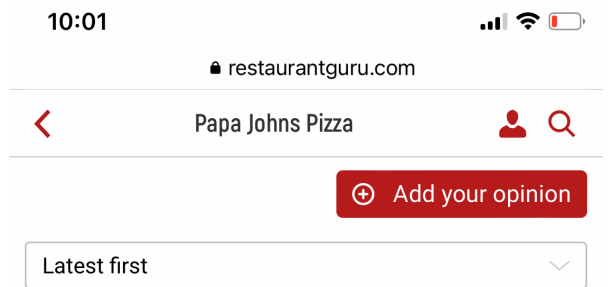 10:01
restaurantguru.com
Papa Johns Pizza
Add your opinion
Latest first